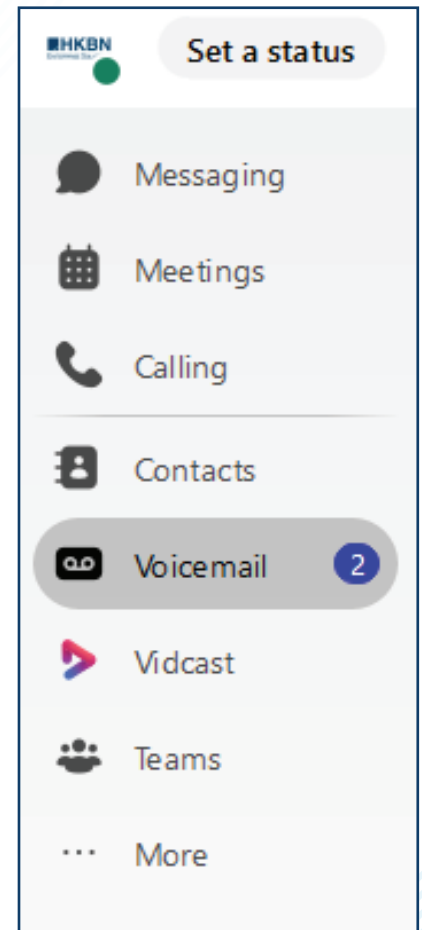 HKBN
Set a status
Messaging
Meetings
Calling
Contacts
Voicemail 2
Vidcast
Teams
More